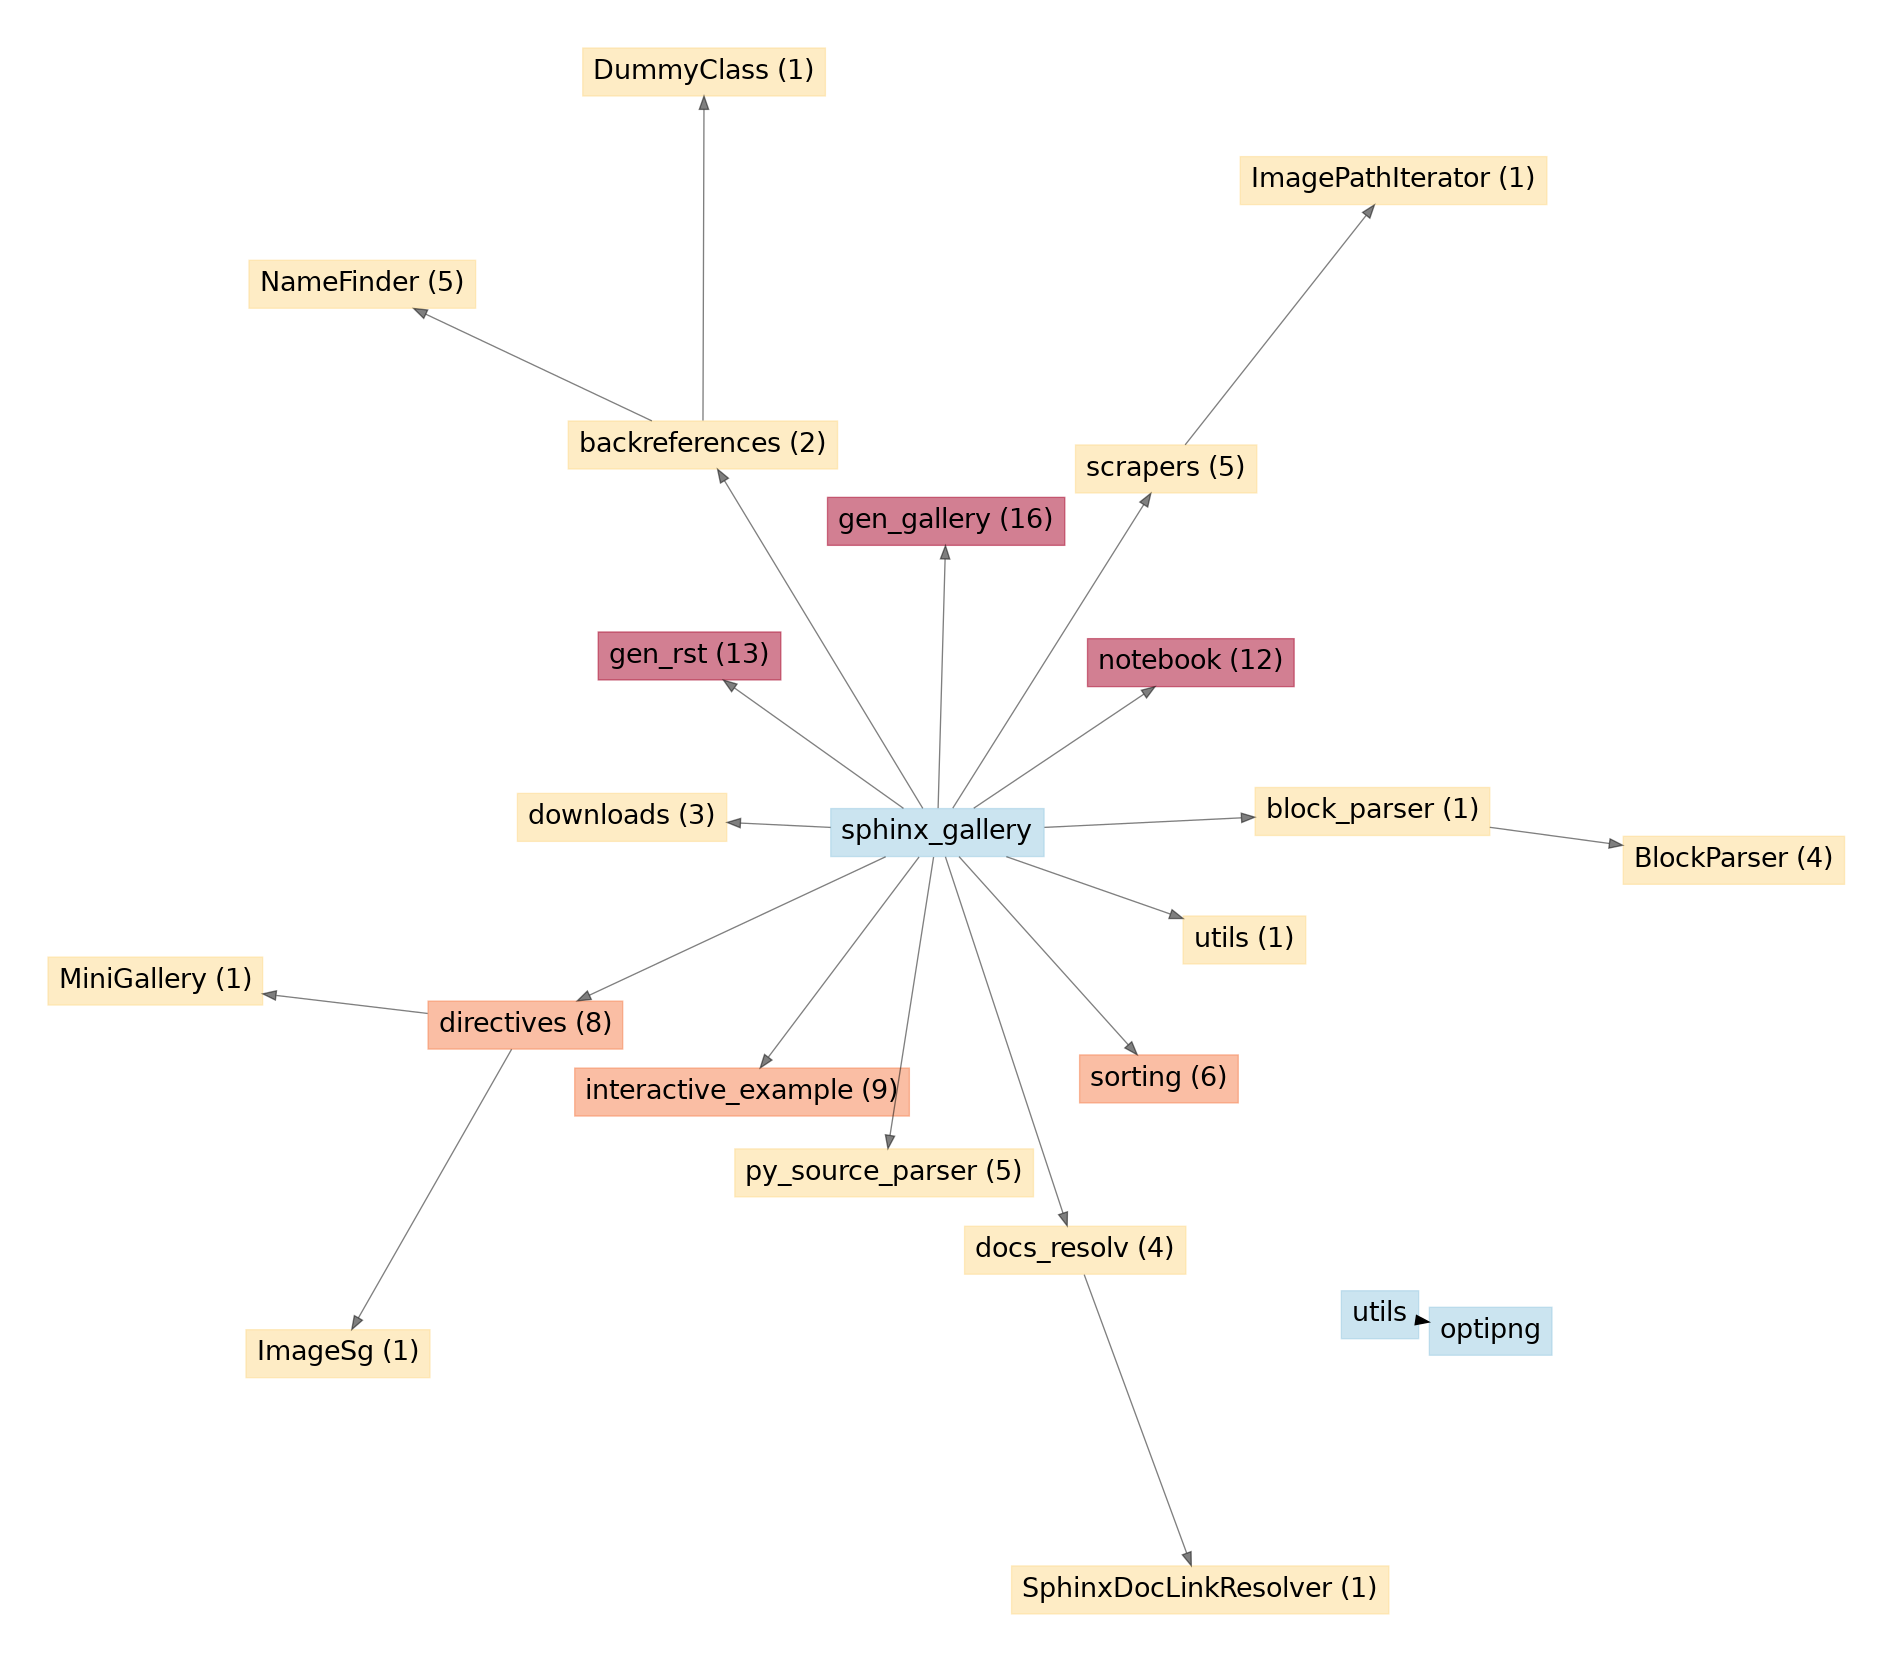 DummyClass (1)
ImagePathIterator (1)
NameFinder (5)
backreferences (2)
scrapers (5)
gen_gallery (16)
gen_rst (13)
notebook (12)
downloads (3)
sphinx_gallery
block_parser (1)
BlockParser (4)
utils (1)
MiniGallery (1)
directives (8)
interactive_example (9)
sorting (6)
py_source_parser (5)
docs_resolv (4)
utils
optipng
ImageSg (1)
SphinxDocLinkResolver (1)